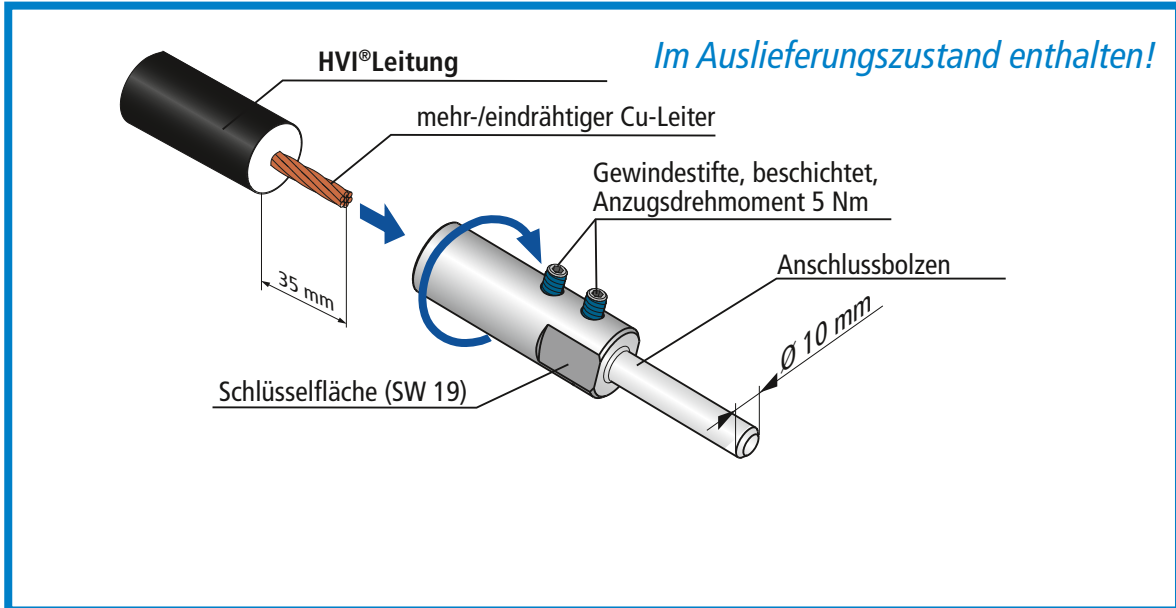 Im Auslieferungszustand enthalten!
HVI®Leitung
mehr-/eindrähtiger Cu-Leiter
Gewindestifte, beschichtet,
Anzugsdrehmoment 5 Nm
Anschlussbolzen
35 mm
Ø 10 mm
Schlüsselfläche (SW 19)